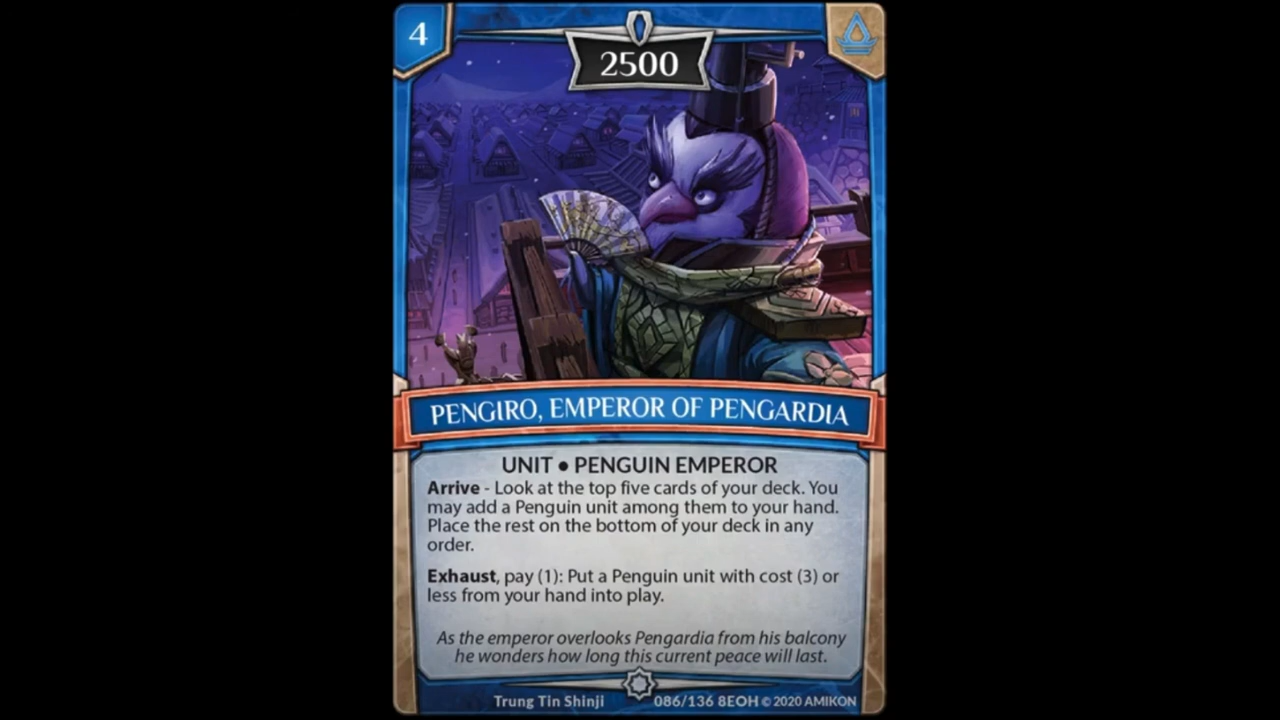 4
2500
PENGIRO, EMPEROR OF PENGARDIA
UNIT • PENGUIN EMPEROR
Arrive - Look at the top five cards of your deck. You
may add a Penguin unit among them to your hand.
Place the rest on the bottom of your deck in any
order.
Exhaust, pay (1): Put a Penguin unit with cost (3) or
less from your hand into play.
As the emperor overlooks Pengardia from his balcony
he wonders how long this current peace will last.
Trung Tin Shinji 086/136 8EOH © 2020 AMIKON